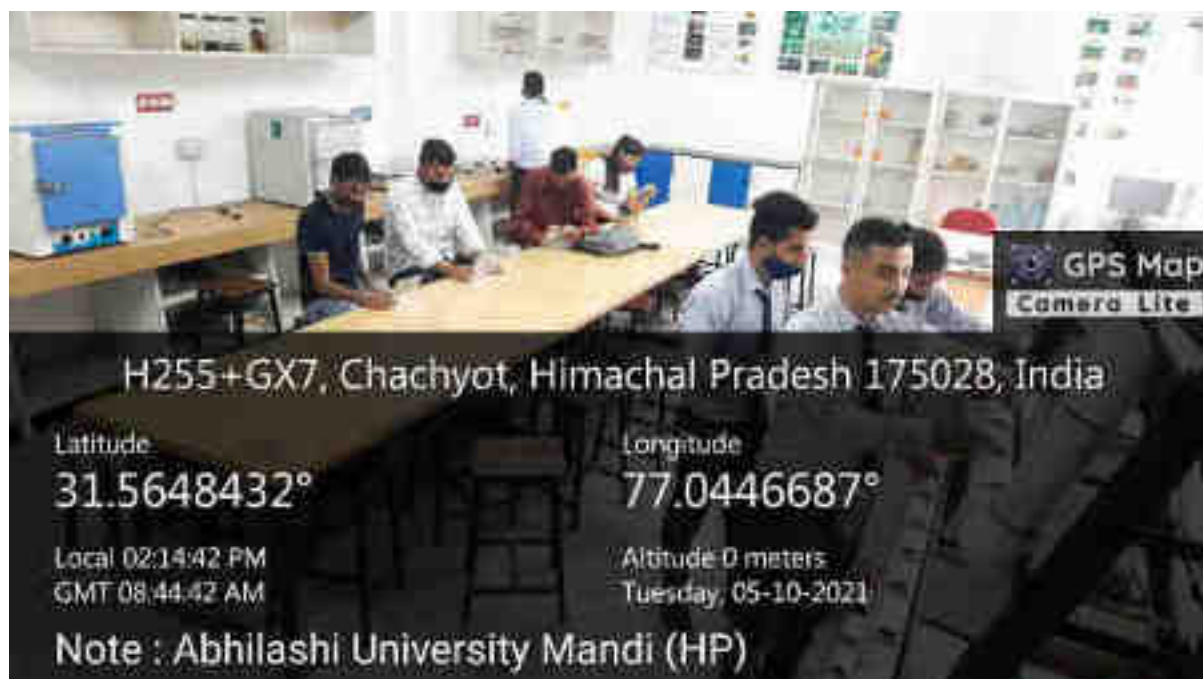 GPS Map
Camera Lite
H255+GX7, Chachyot, Himachal Pradesh 175028, India
Latitude
31.5648432°
Longitude
77.0446687°
Local 02:14:42 PM
GMT 08:44:42 AM
Altitude 0 meters
Tuesday, 05-10-2021
Note : Abhilashi University Mandi (HP)